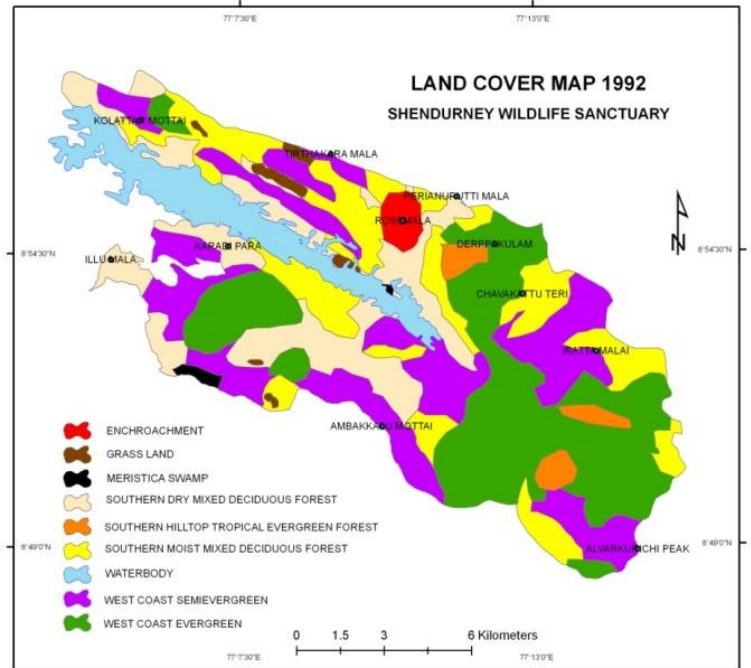 77°7'30"E
77°13'0"E
LAND COVER MAP 1992
SHENDURNEY WILDLIFE SANCTUARY
KOLATTAR MOTTAI
TIRTHAKARA MALA
PERIANURUTTI MALA
ROSEMALA
N
8°54'30"N
ILLUMALA
KARADI PARA
DERPPAKULAM
8°54'30"N
CHAVAKATTU TERI
IRATTAMALAI
AMBAKKADU MOTTAI
ENCHROACHMENT
GRASS LAND
MERISTICA SWAMP
SOUTHERN DRY MIXED DECIDUOUS FOREST
SOUTHERN HILLTOP TROPICAL EVERGREEN FOREST
SOUTHERN MOIST MIXED DECIDUOUS FOREST
WATERBODY
WEST COAST SEMIEVERGREEN
WEST COAST EVERGREEN
8°49'0"N
ALVARKURICHI PEAK
8°49'0"N
0 1.5 3 6 Kilometers
77°7'30"E
77°13'0"E